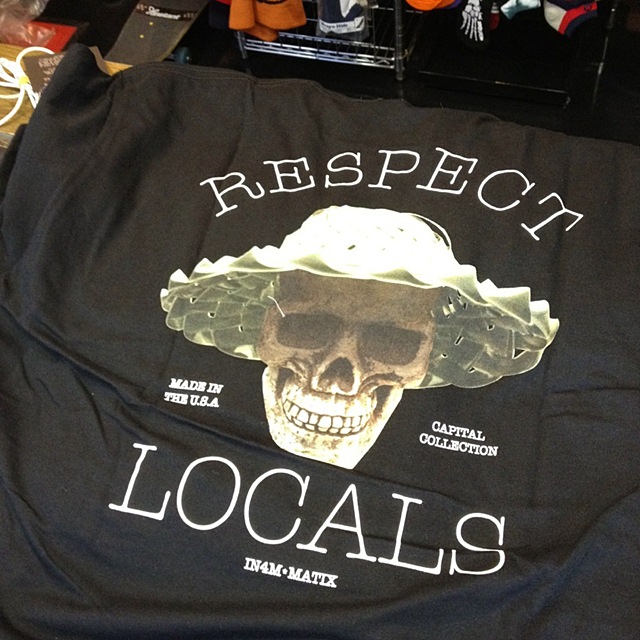 RESPECT
MADE IN
THE U.S.A
CAPITAL
COLLECTION
LOCALS
IN4M•MATIX